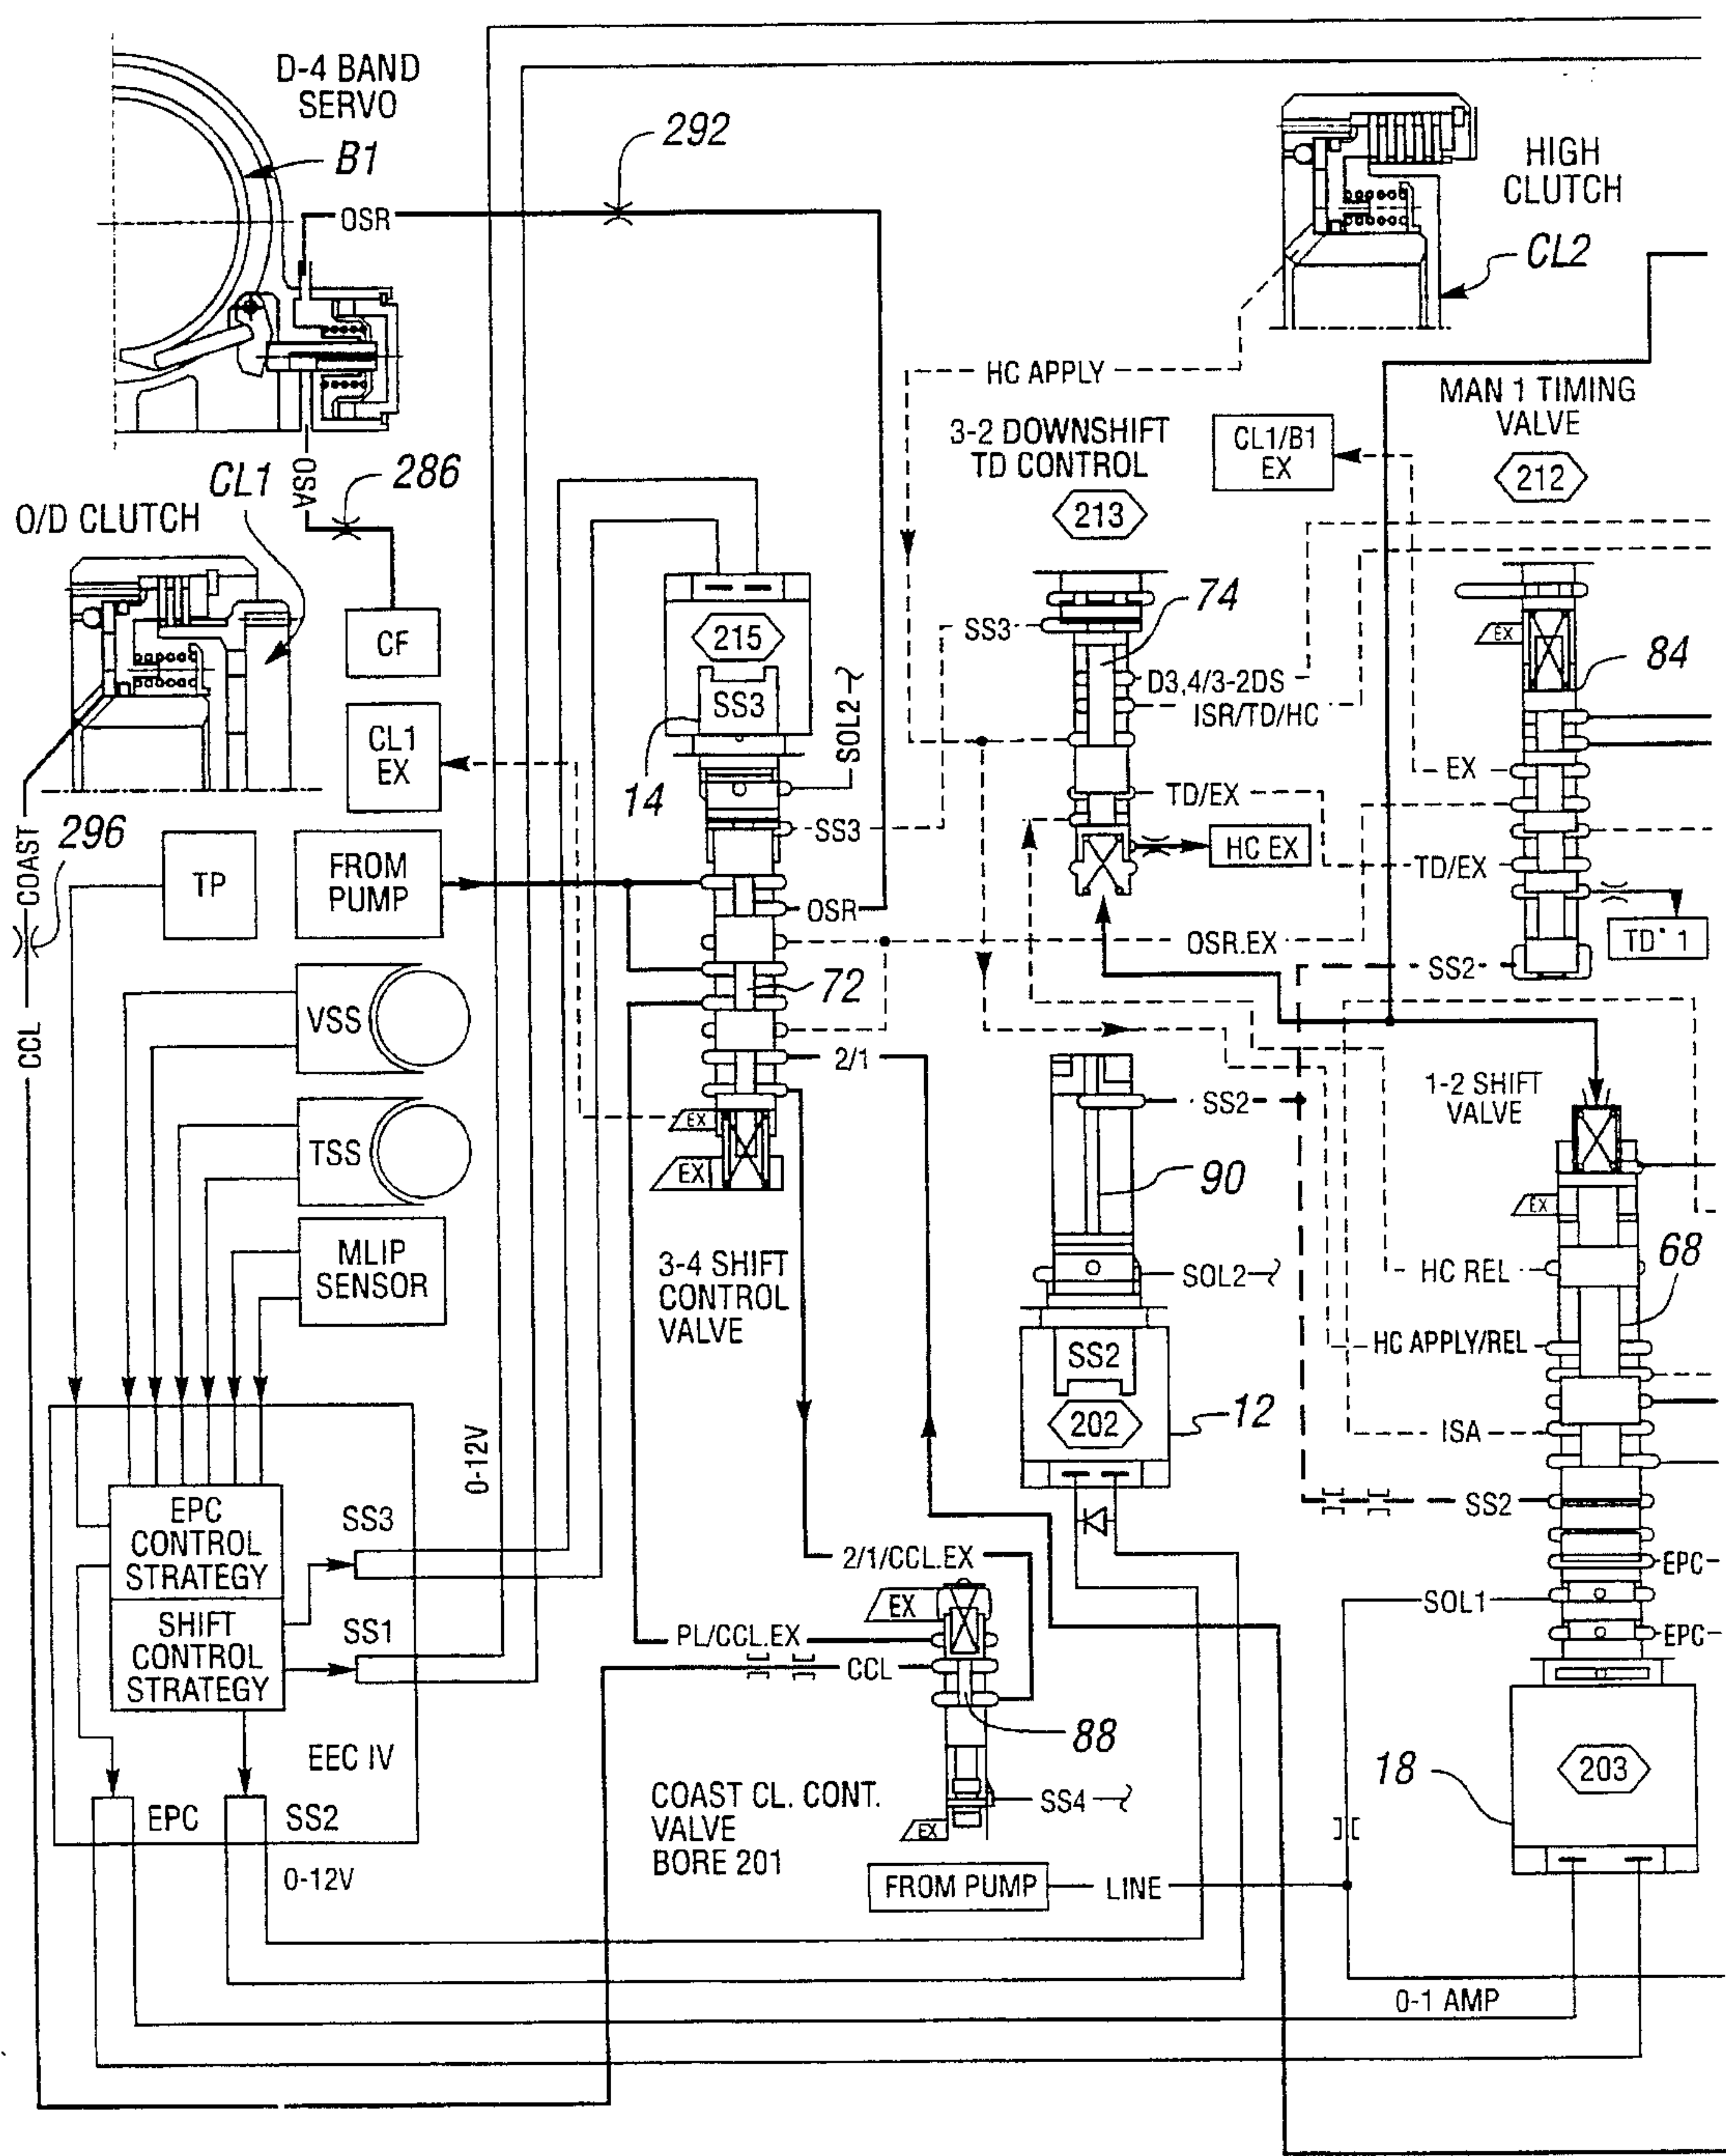 D-4 BAND
SERVO
B1
292
OSR
HIGH
CLUTCH
CL2
HC APPLY
MAN 1 TIMING
VALVE
212
3-2 DOWNSHIFT
TD CONTROL
213
CL1/B1
EX
OSA
286
CL1
O/D CLUTCH
CF
215
SS3
14
SOL2
SS3
74
D3,4/3-2DS
ISR/TD/HC
EX
84
CL1
EX
SS3
TD/EX
EX
HC EX
TD/EX
COAST
296
TP
FROM
PUMP
OSR
OSR.EX
TD' 1
SS2
72
CCL
VSS
2/1
TSS
EX
EX
SS2
1-2 SHIFT
VALVE
90
EX
MLIP
SENSOR
3-4 SHIFT
CONTROL
VALVE
SOL2
HC REL
68
SS2
HC APPLY/REL
202
12
ISA
0-12V
EPC
CONTROL
STRATEGY
SS3
SS2
2/1/CCL.EX
EPC
SHIFT
CONTROL
STRATEGY
SS1
EX
SOL1
PL/CCL.EX
EPC
CCL
88
EEC IV
18
203
EPC
SS2
COAST CL. CONT.
VALVE
BORE 201
SS4
EX
0-12V
FROM PUMP
LINE
0-1 AMP